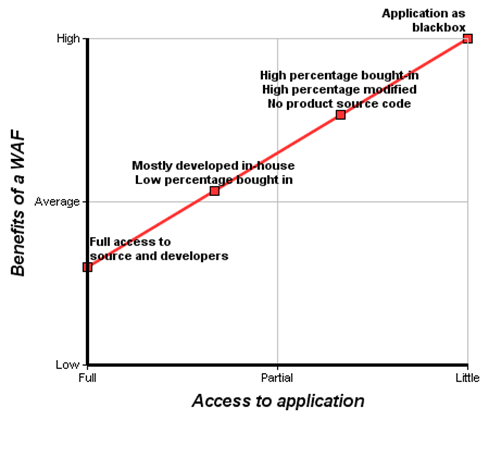 Application as
blackbox
High
High percentage bought-in
High percentage modified
No product source code
Mostly developed in-house
Low percentage bought in
Average
Full access to
source and developers
Low
Full
Partial
Little
Access to application
Benefits of a WAF